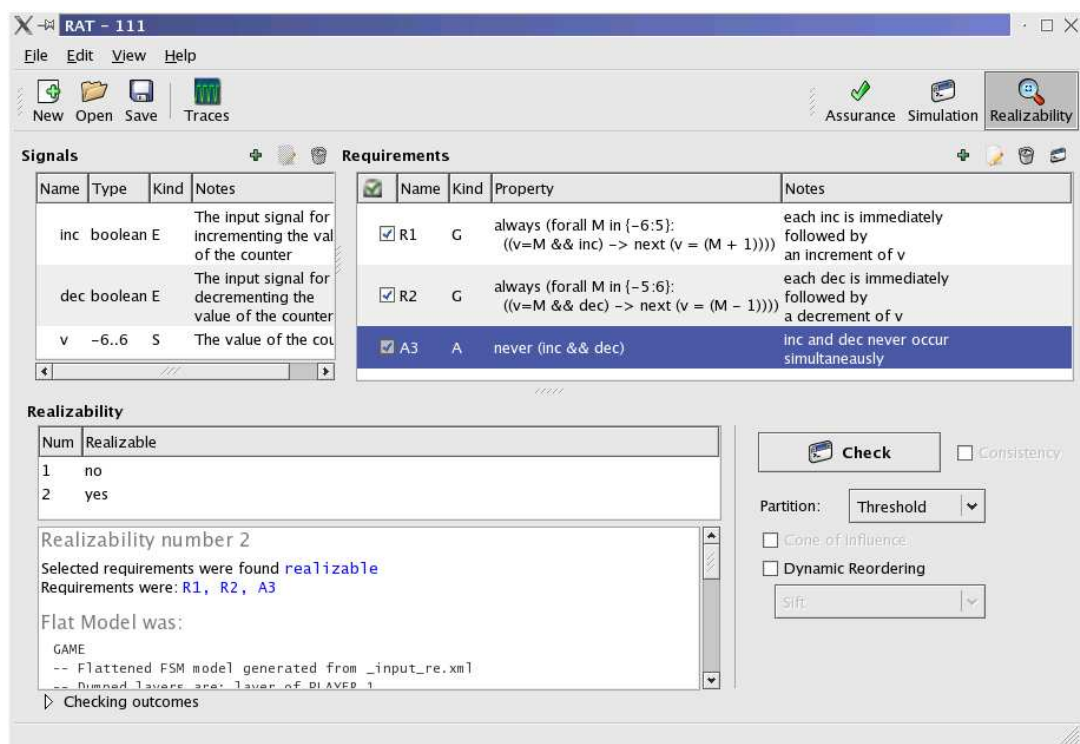 RAT - 111
File Edit View Help
New Open Save Traces Assurance Simulation Realizability
Signals
Name Type Kind Notes
inc boolean E The input signal for
incrementing the val
of the counter
dec boolean E The input signal for
decrementing the
value of the counter
v -6..6 S The value of the cou
Requirements
Name Kind Property Notes
R1 G always (forall M in {-6:5}:
((v=M && inc) -> next (v = (M + 1))))
each inc is immediately
followed by
an increment of v
R2 G always (forall M in {-5:6}:
((v=M && dec) -> next (v = (M - 1))))
each dec is immediately
followed by
a decrement of v
A3 A never (inc && dec)
inc and dec never occur
simultaneausly
Realizability
Num Realizable
1 no
2 yes
Realizability number 2
Selected requirements were found realizable
Requirements were: R1, R2, A3
Flat Model was:
GAME
-- Flattened FSM model generated from _input_re.xml
-- Dumped layers are: layer of PLAYER 1
Checking outcomes
Check
Consistency
Partition: Threshold
Cone of Influence
Dynamic Reordering
Sift